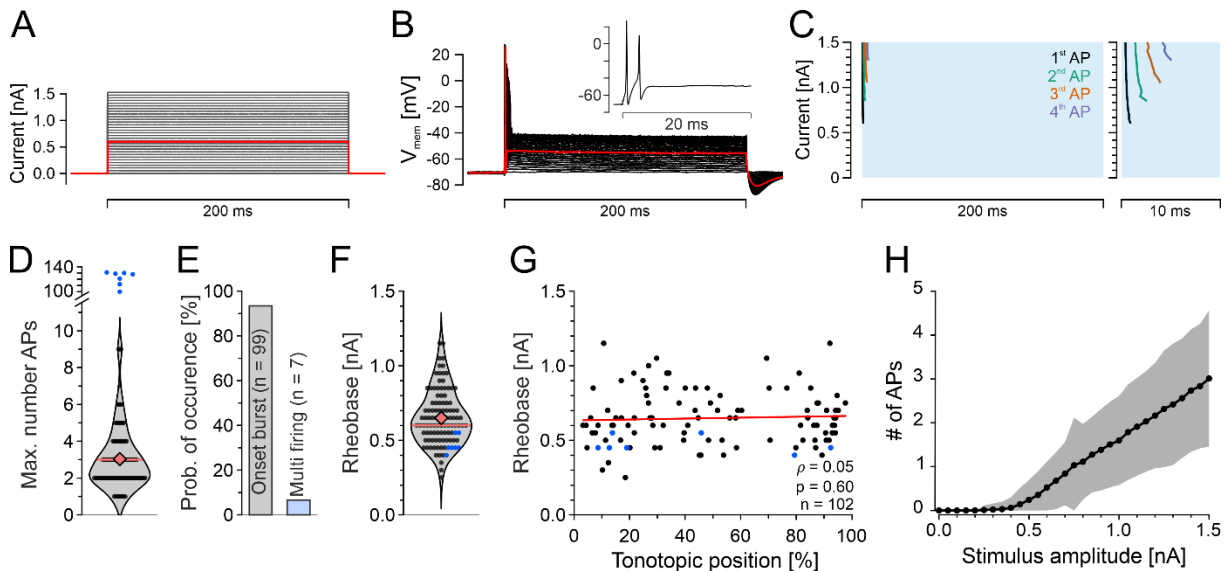 A
Current [nA]
1.5
1.0
0.5
0.0
200 ms
B
V_mem [mV]
20
0
-20
-40
-60
-80
0
-60
20 ms
200 ms
C
Current [nA]
1.5
1.0
0.5
0
1st AP
2nd AP
3rd AP
4th AP
200 ms
10 ms
D
Max. number APs
140
100
10
8
6
4
2
0
E
Prob. of occurence [%]
100
80
60
40
20
0
Onset burst (n = 99)
Multi firing (n = 7)
F
Rheobase [nA]
1.5
1.0
0.5
0.0
G
Rheobase [nA]
1.5
1.0
0.5
0.0
ρ = 0.05
p = 0.60
n = 102
0 20 40 60 80 100
Tonotopic position [%]
H
# of APs
5
4
3
2
1
0
0.0 0.5 1.0 1.5
Stimulus amplitude [nA]